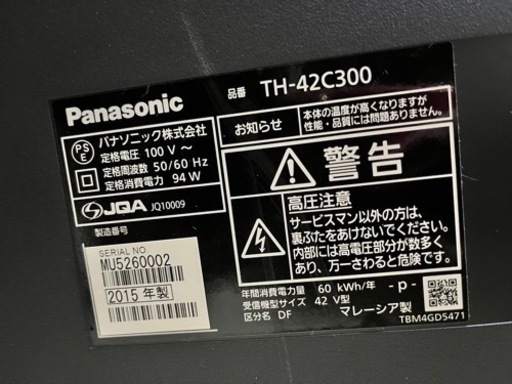 Panasonic
品番 TH-42C300
PS E パナソニック株式会社
定格電圧 100 V ～
定格周波数 50/60 Hz
定格消費電力 94 W
JQA JQ10009
製造番号
SERIAL NO
MU5260002
2015 年製
お知らせ
本体の温度が高くなりますが
性能・品質には問題ありません。
警告
高圧注意
サービスマン以外の方は、
裏ぶたをあけないでください。
内部には高電圧部分が数多く
あり、万一さわると危険です。
年間消費電力量 60 kWh/年
受信機型サイズ 42 V型
区分名 DF
-p-
マレーシア製
TBM4GD5471